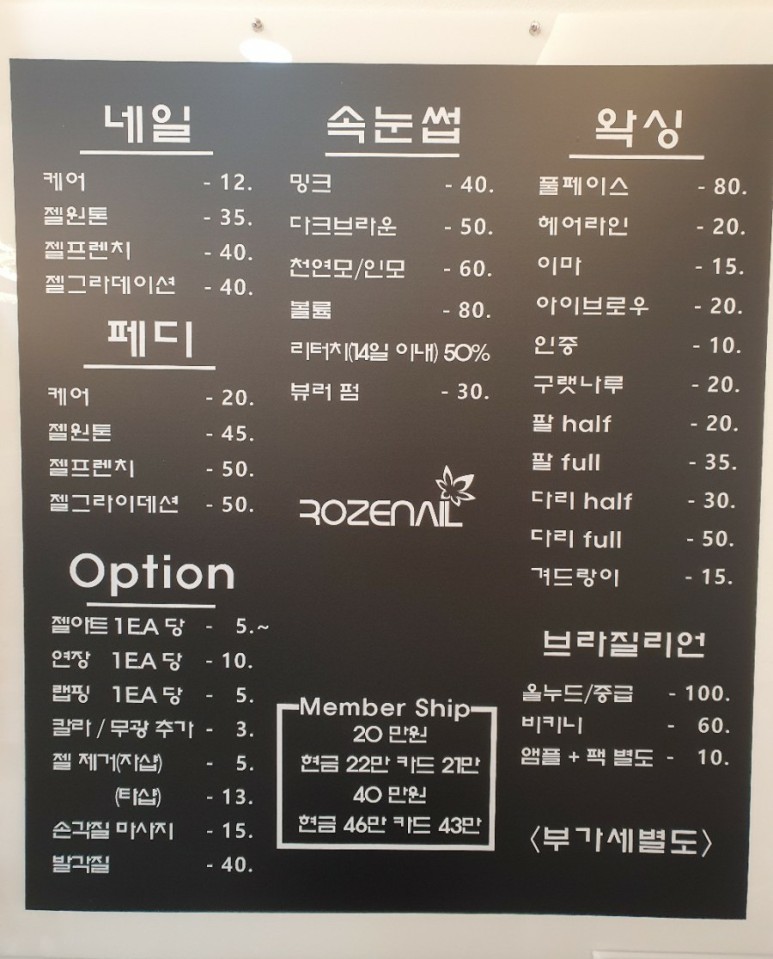 네일
케어 - 12.
젤원톤 - 35.
젤프렌치 - 40.
젤그라데이션 - 40.
페디
케어 - 20.
젤원톤 - 45.
젤프렌치 - 50.
젤그라이데션 - 50.
Option
젤아트 1EA 당 - 5.~
연장 1EA 당 - 10.
랩핑 1EA 당 - 5.
칼라 / 무광 추가 - 3.
젤 제거(자샵) - 5.
(타샵) - 13.
손각질 마사지 - 15.
발각질 - 40.
속눈썹
밍크 - 40.
다크브라운 - 50.
천연모/인모 - 60.
볼륨 - 80.
리터치(14일 이내) 50%
뷰러 펌 - 30.
ROZENAIL
Member Ship
20 만원
현금 22만 카드 21만
40 만원
현금 46만 카드 43만
왁싱
풀페이스 - 80.
헤어라인 - 20.
이마 - 15.
아이브로우 - 20.
인중 - 10.
구랫나루 - 20.
팔 half - 20.
팔 full - 35.
다리 half - 30.
다리 full - 50.
겨드랑이 - 15.
브라질리언
올누드/중급 - 100.
비키니 - 60.
앰플 + 팩 별도 - 10.
〈부가세별도〉